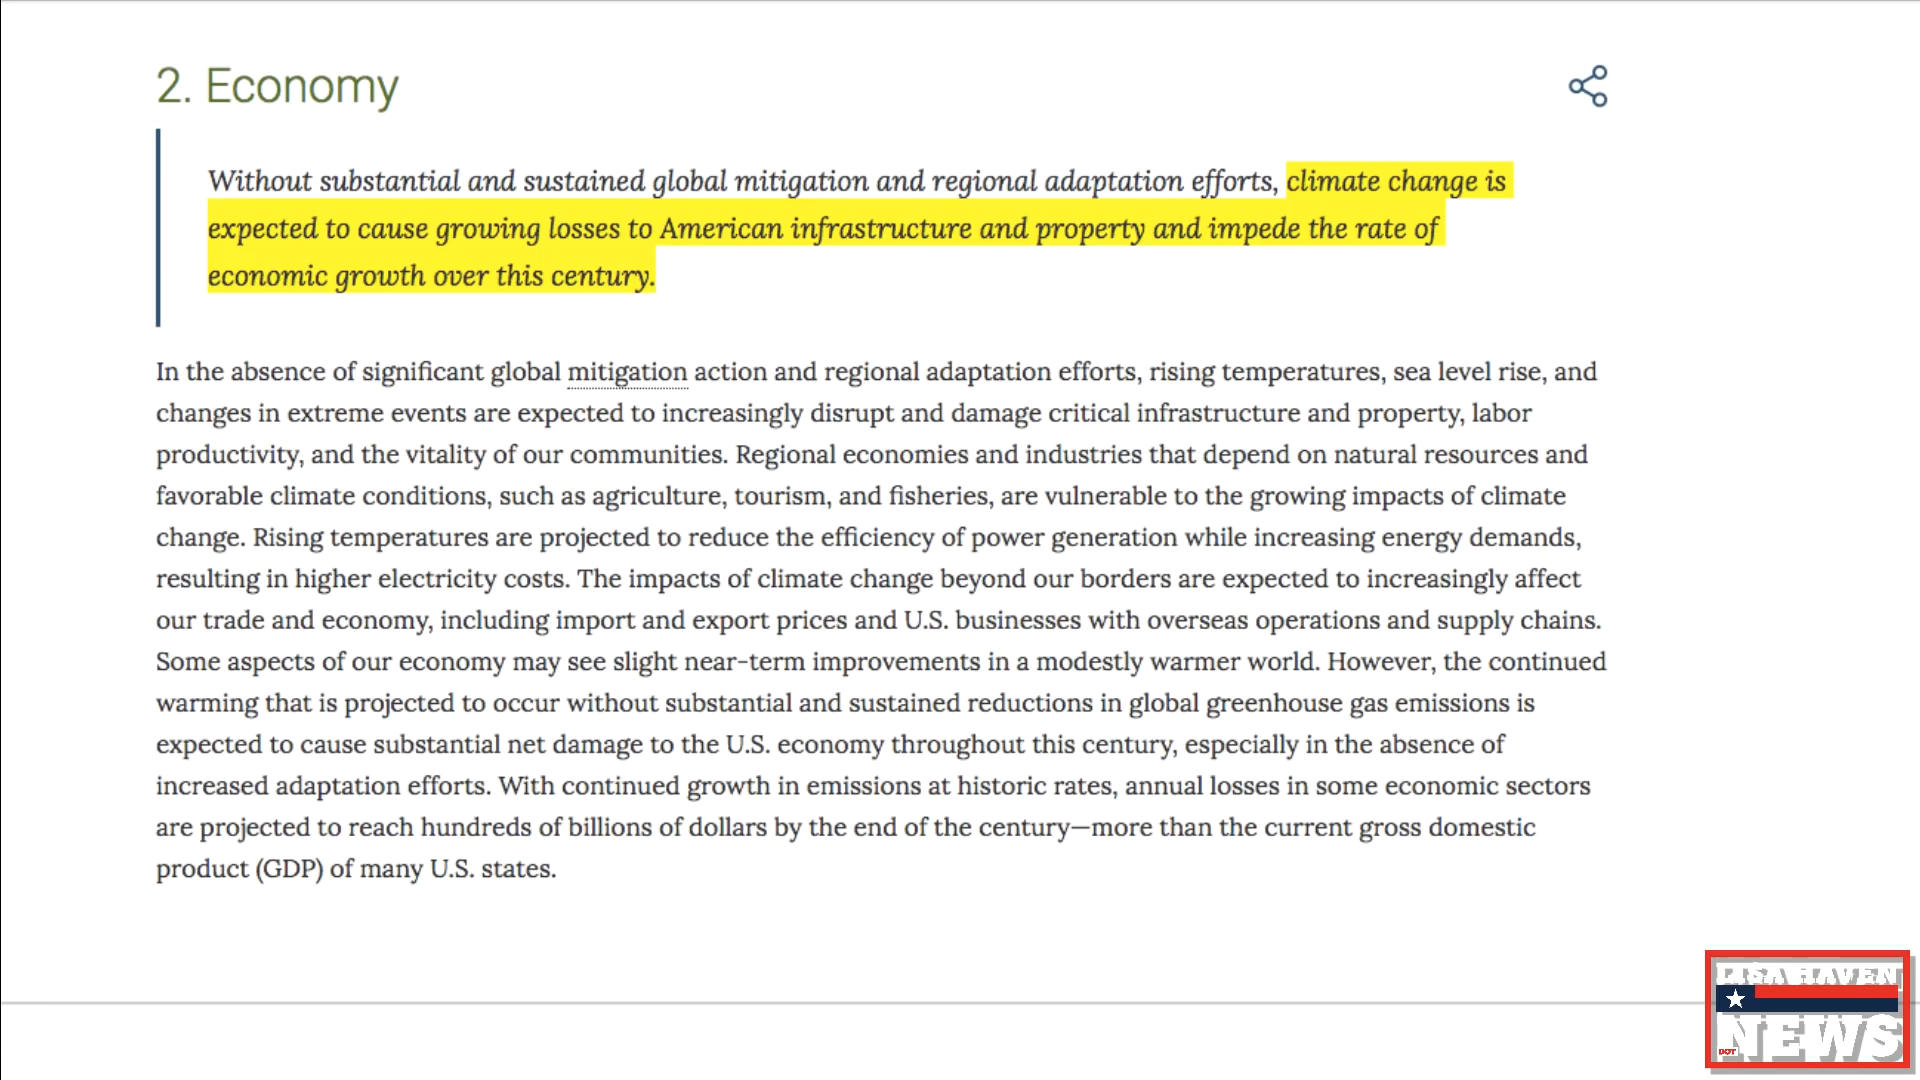 2. Economy
Without substantial and sustained global mitigation and regional adaptation efforts, climate change is
expected to cause growing losses to American infrastructure and property and impede the rate of
economic growth over this century.
In the absence of significant global mitigation action and regional adaptation efforts, rising temperatures, sea level rise, and
changes in extreme events are expected to increasingly disrupt and damage critical infrastructure and property, labor
productivity, and the vitality of our communities. Regional economies and industries that depend on natural resources and
favorable climate conditions, such as agriculture, tourism, and fisheries, are vulnerable to the growing impacts of climate
change. Rising temperatures are projected to reduce the efficiency of power generation while increasing energy demands,
resulting in higher electricity costs. The impacts of climate change beyond our borders are expected to increasingly affect
our trade and economy, including import and export prices and U.S. businesses with overseas operations and supply chains.
Some aspects of our economy may see slight near-term improvements in a modestly warmer world. However, the continued
warming that is projected to occur without substantial and sustained reductions in global greenhouse gas emissions is
expected to cause substantial net damage to the U.S. economy throughout this century, especially in the absence of
increased adaptation efforts. With continued growth in emissions at historic rates, annual losses in some economic sectors
are projected to reach hundreds of billions of dollars by the end of the century—more than the current gross domestic
product (GDP) of many U.S. states.
LISA HAVEN
DOT
NEWS